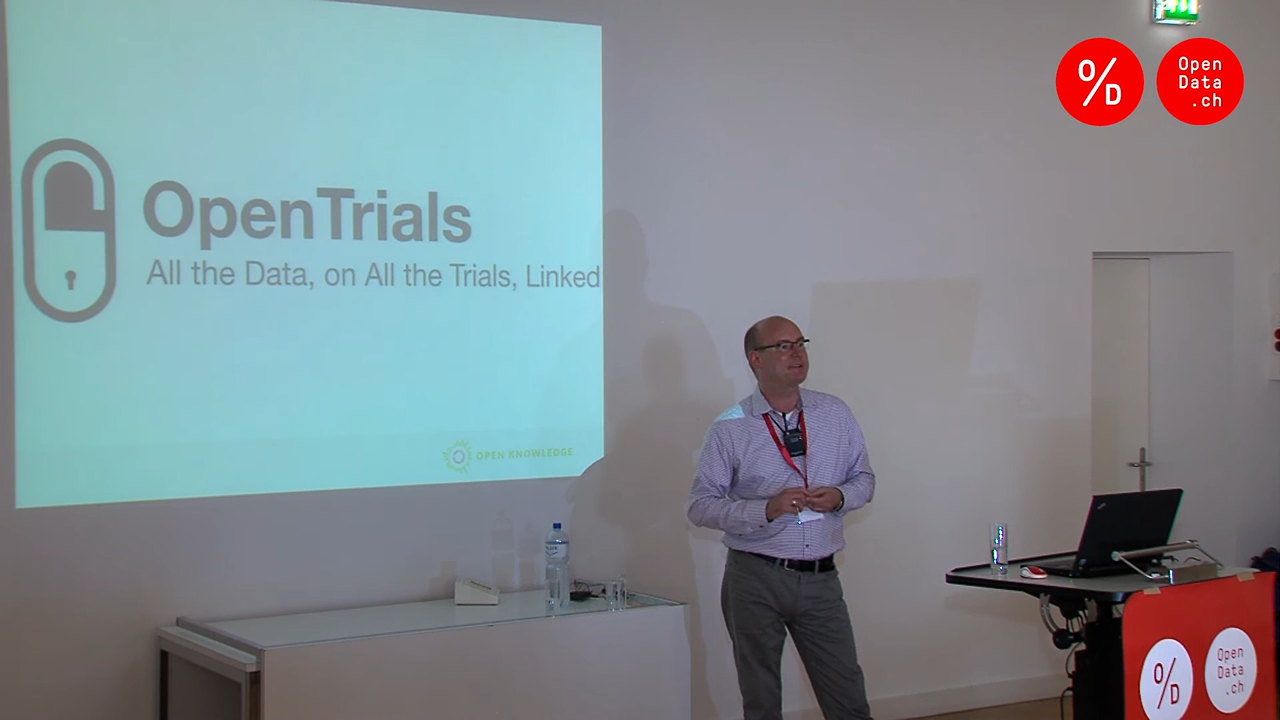 OpenTrials
All the Data, on All the Trials, Linked
OPEN KNOWLEDGE
O/D
Open
Data
.ch
O/D
Open
Data
.ch